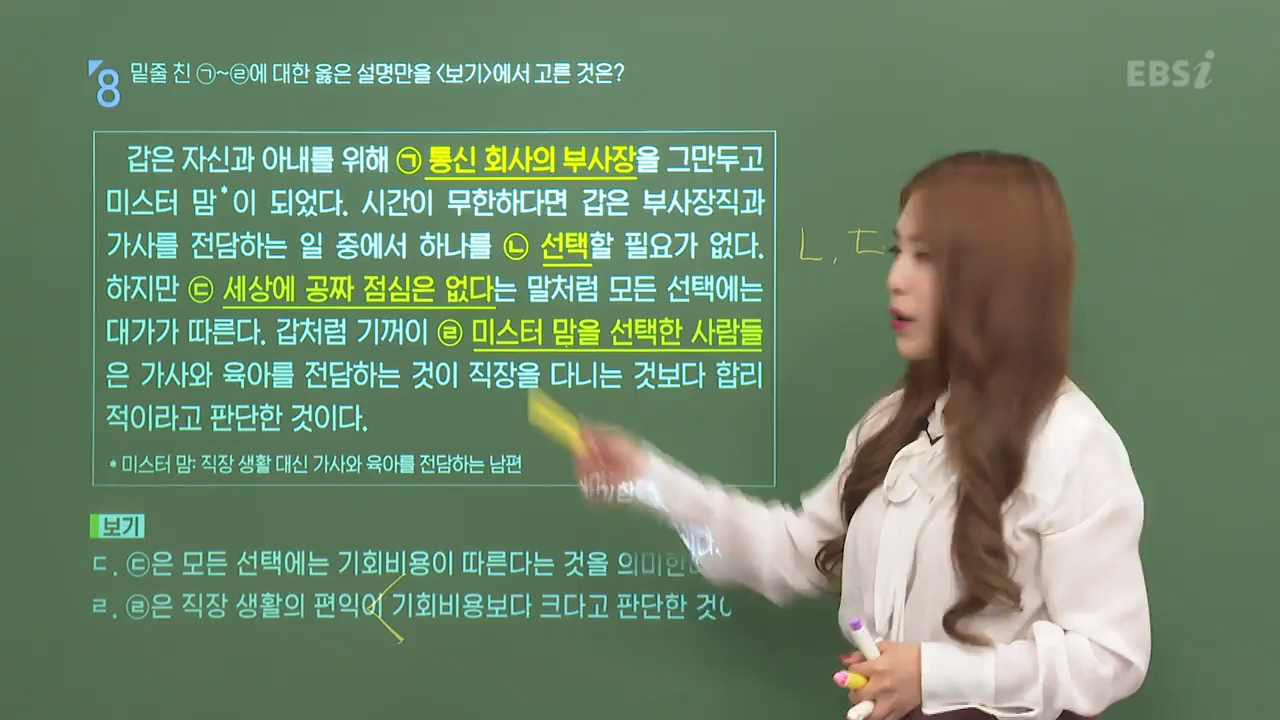 8 밑줄 친 ㉠~㉣에 대한 옳은 설명만을 <보기>에서 고른 것은?
EBSi
갑은 자신과 아내를 위해 ㉠ 통신 회사의 부사장을 그만두고
미스터 맘*이 되었다. 시간이 무한하다면 갑은 부사장직과
가사를 전담하는 일 중에서 하나를 ㉡ 선택할 필요가 없다.
하지만 ㉢ 세상에 공짜 점심은 없다는 말처럼 모든 선택에는
대가가 따른다. 갑처럼 기꺼이 ㉣ 미스터 맘을 선택한 사람들
은 가사와 육아를 전담하는 것이 직장을 다니는 것보다 합리
적이라고 판단한 것이다.
* 미스터 맘: 직장 생활 대신 가사와 육아를 전담하는 남편
ㄴ, ㄷ
보기
ㄷ. ㉢은 모든 선택에는 기회비용이 따른다는 것을
ㄹ. ㉣은 직장 생활의 편익이 기회비용보다 크다고 판단한